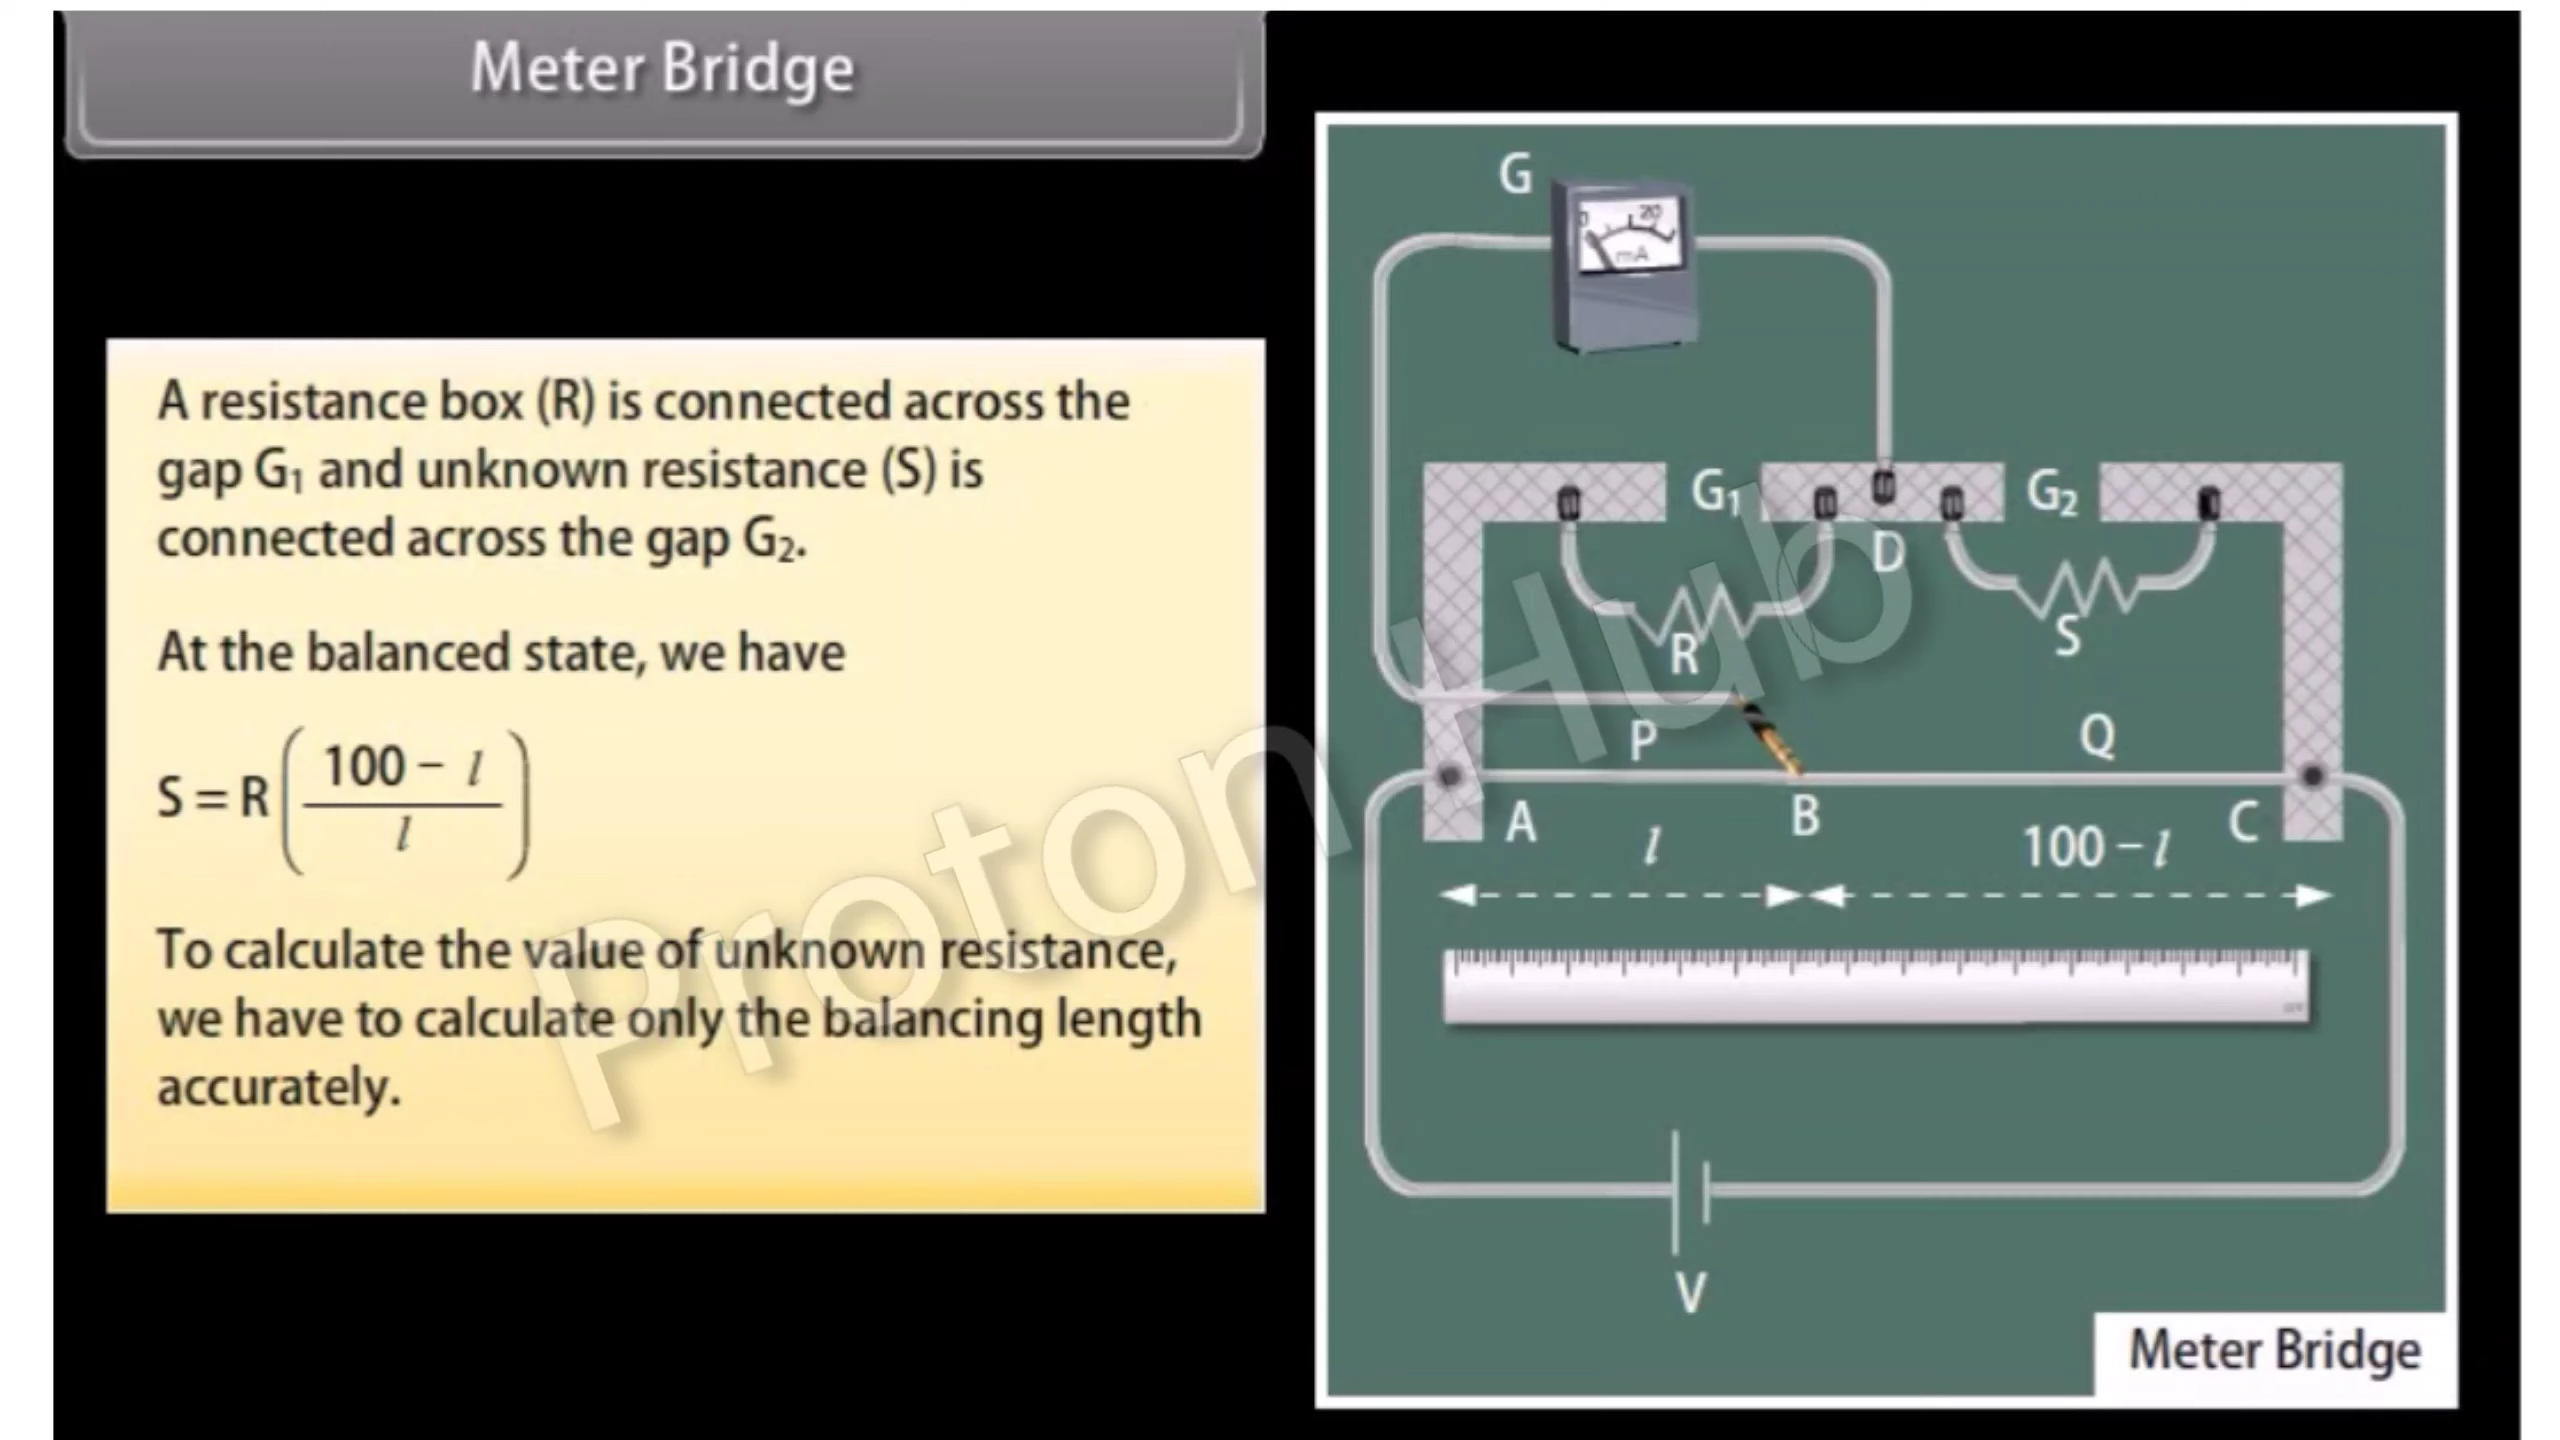 Meter Bridge
A resistance box (R) is connected across the
gap G₁ and unknown resistance (S) is
connected across the gap G₂.
At the balanced state, we have
S = R ( 100 − l / l )
To calculate the value of unknown resistance,
we have to calculate only the balancing length
accurately.
G
0 20
mA
G₁ G₂
D
R S
P Q
A B C
l 100 − l
V
Meter Bridge
Proton Hub